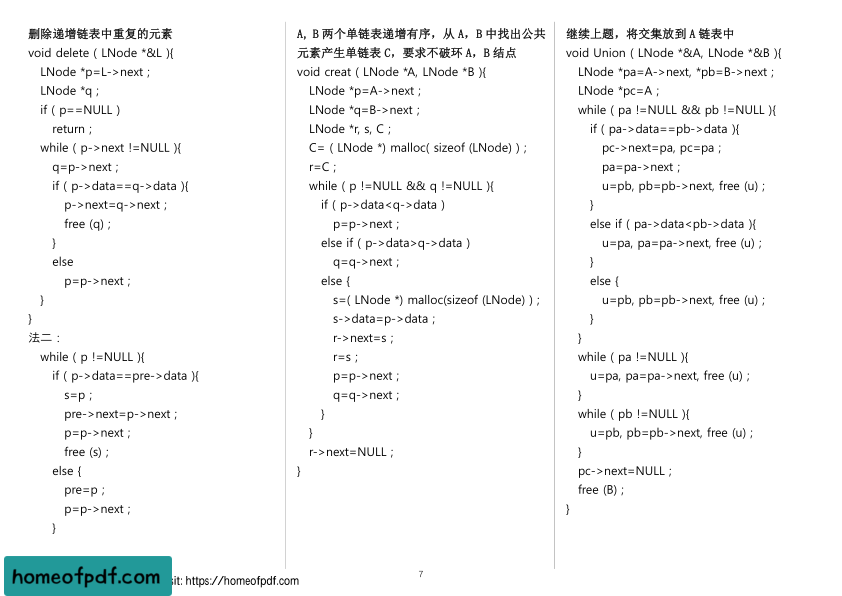 删除递增链表中重复的元素
void delete ( LNode *&L ){
LNode *p=L->next ;
LNode *q ;
if ( p==NULL )
return ;
while ( p->next !=NULL ){
q=p->next ;
if ( p->data==q->data ){
p->next=q->next ;
free (q) ;
}
else
p=p->next ;
}
}
法二：
while ( p !=NULL ){
if ( p->data==pre->data ){
s=p ;
pre->next=p->next ;
p=p->next ;
free (s) ;
else {
pre=p ;
p=p->next ;
}
A, B 两个单链表递增有序，从 A，B 中找出公共
元素产生单链表 C，要求不破环 A，B 结点
void creat ( LNode *A, LNode *B ){
LNode *p=A->next ;
LNode *q=B->next ;
LNode *r, s, C ;
C= ( LNode *) malloc( sizeof (LNode) ) ;
r=C ;
while ( p !=NULL && q !=NULL ){
if ( p->data<q->data )
p=p->next ;
else if ( p->data>q->data )
q=q->next ;
else {
s=( LNode *) malloc(sizeof (LNode) ) ;
s->data=p->data ;
r->next=s ;
r=s ;
p=p->next ;
q=q->next ;
}
}
r->next=NULL ;
}
继续上题，将交集放到 A 链表中
void Union ( LNode *&A, LNode *&B ){
LNode *pa=A->next, *pb=B->next ;
LNode *pc=A ;
while ( pa !=NULL && pb !=NULL ){
if ( pa->data==pb->data ){
pc->next=pa, pc=pa ;
pa=pa->next ;
u=pb, pb=pb->next, free (u) ;
}
else if ( pa->data<pb->data ){
u=pa, pa=pa->next, free (u) ;
}
else {
u=pb, pb=pb->next, free (u) ;
}
}
while ( pa !=NULL ){
u=pa, pa=pa->next, free (u) ;
}
while ( pb !=NULL ){
u=pb, pb=pb->next, free (u) ;
}
pc->next=NULL ;
free (B) ;
}
7
homeofpdf.com
https://homeofpdf.com